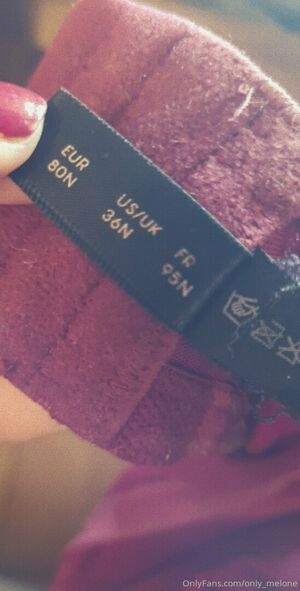 EUR
80N
US/UK
36N
FR
95N
OnlyFans.com/only_melone